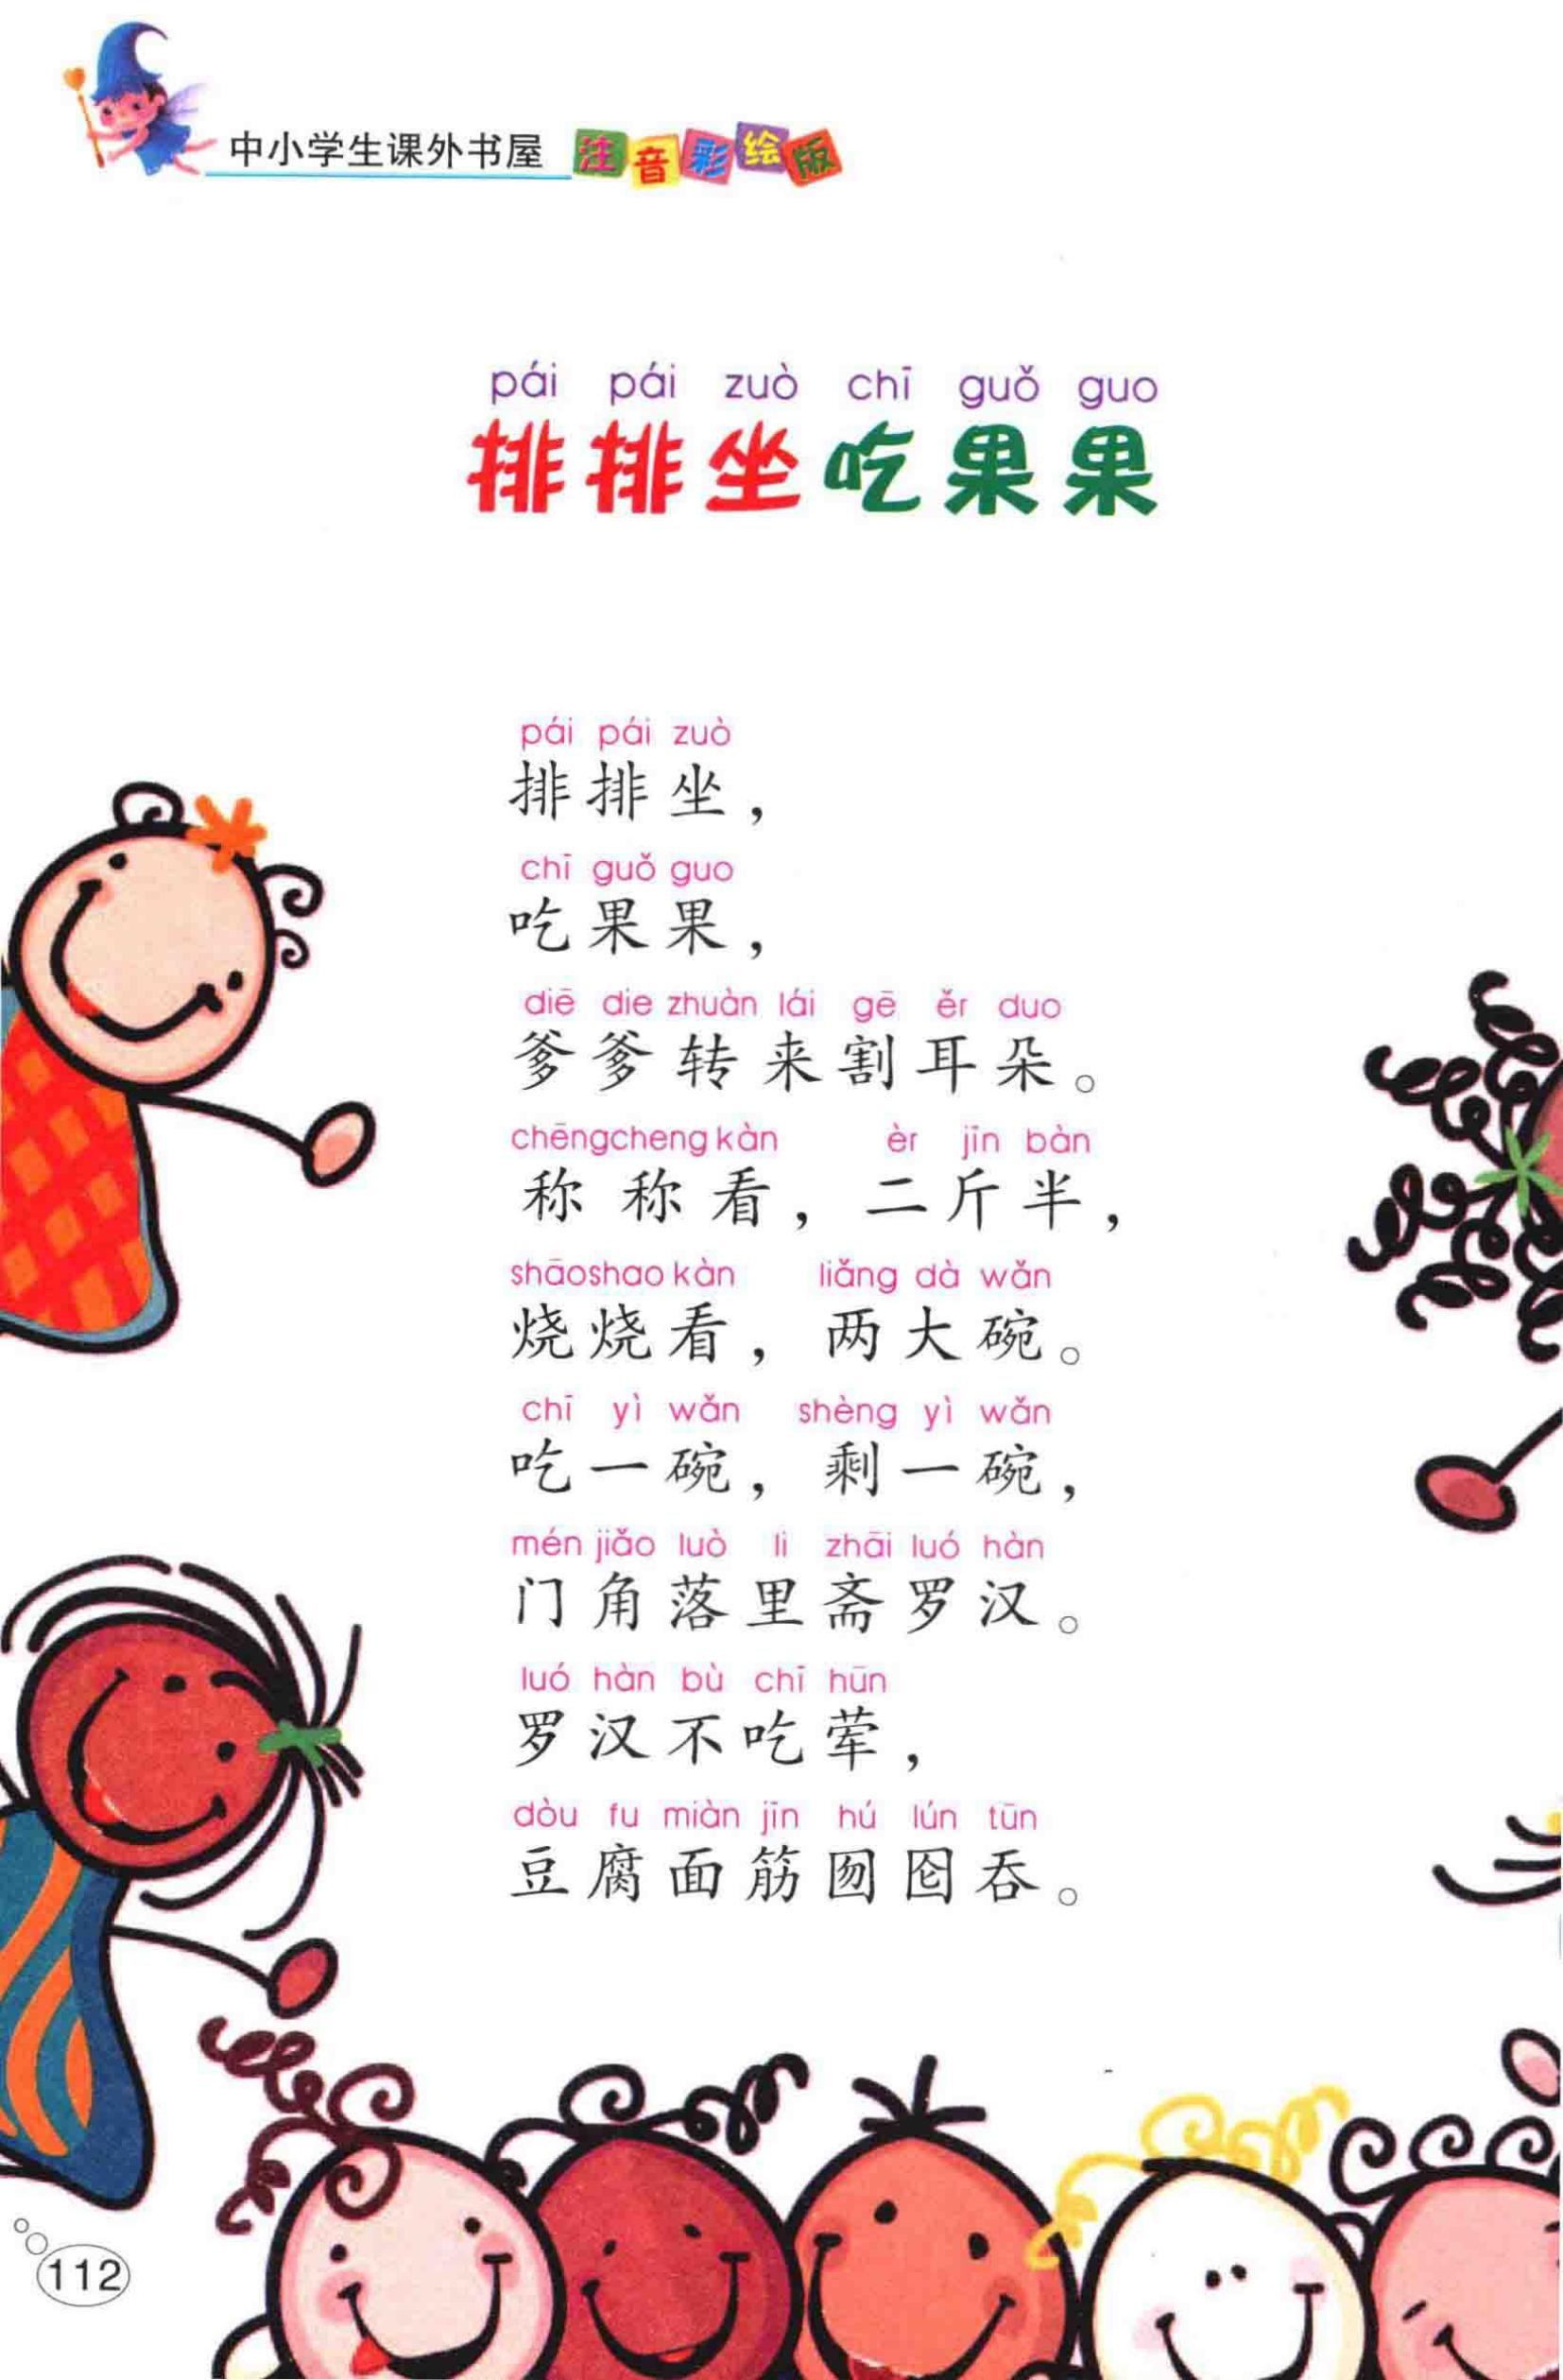 中小学生课外书屋 注音彩绘版
pái pái zuò chī guǒ guo
排排坐吃果果
pái pái zuò
排排坐，
chī guǒ guo
吃果果，
diē die zhuàn lái gē ěr duo
爹爹转来割耳朵。
chēngcheng kàn èr jīn bàn
称称看，二斤半，
shāoshao kàn liǎng dà wǎn
烧烧看，两大碗。
chī yì wǎn shèng yì wǎn
吃一碗，剩一碗，
mén jiǎo luò li zhāi luó hàn
门角落里斋罗汉。
luó hàn bù chī hūn
罗汉不吃荤，
dòu fu miàn jīn hú lún tūn
豆腐面筋囫囵吞。
112